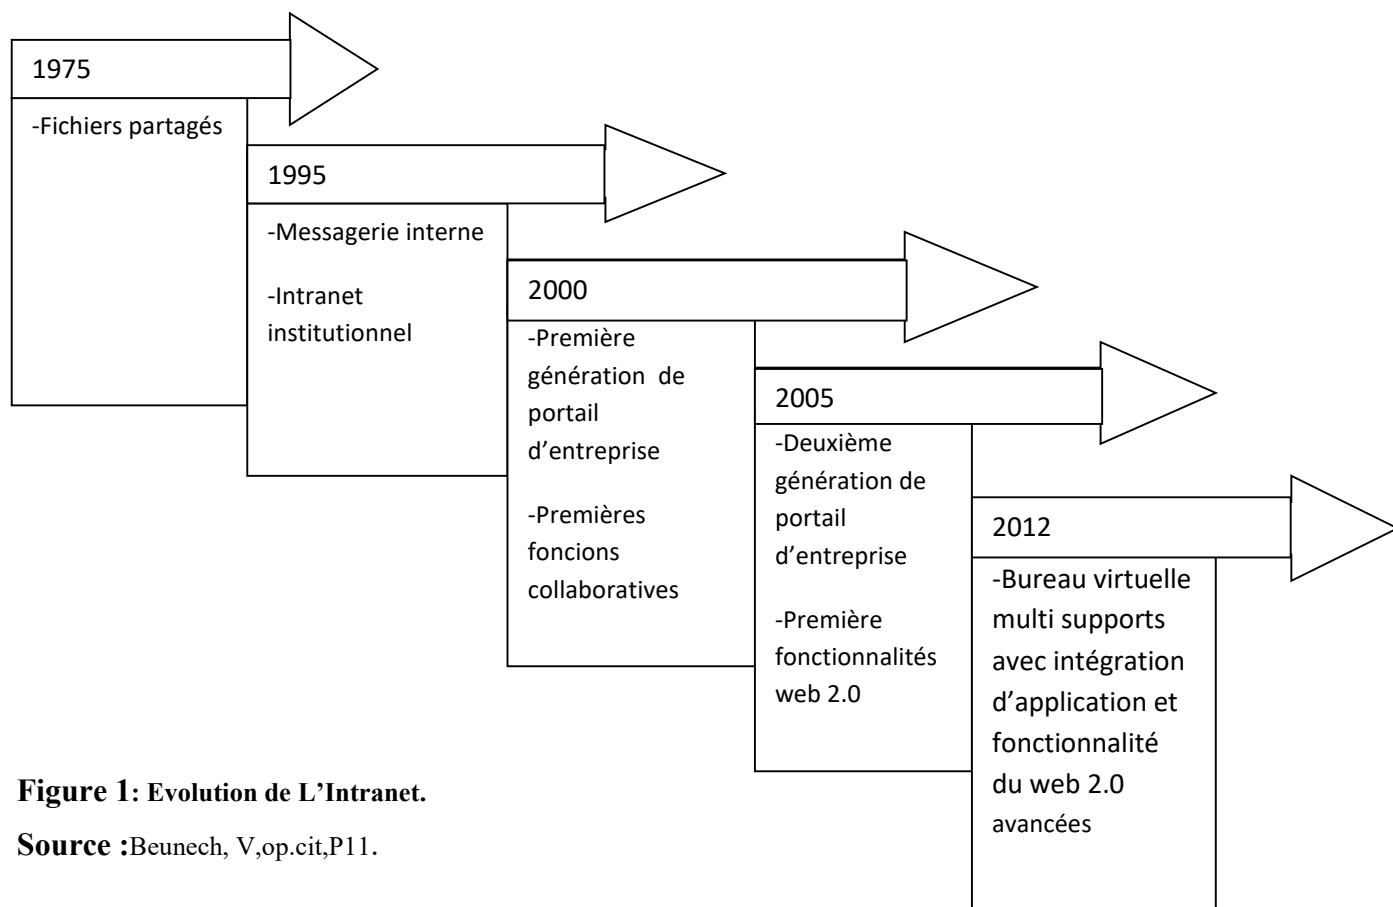 1975
-Fichiers partagés
1995
-Messagerie interne
-Intranet
institutionnel
2000
-Première
génération  de
portail
d’entreprise
-Premières
foncions
collaboratives
2005
-Deuxième
génération de
portail
d’entreprise
-Première
fonctionnalités
web 2.0
2012
-Bureau virtuelle
multi supports
avec intégration
d’application et
fonctionnalité
du web 2.0
avancées
Figure 1: Evolution de L’Intranet.
Source :Beunech, V,op.cit,P11.